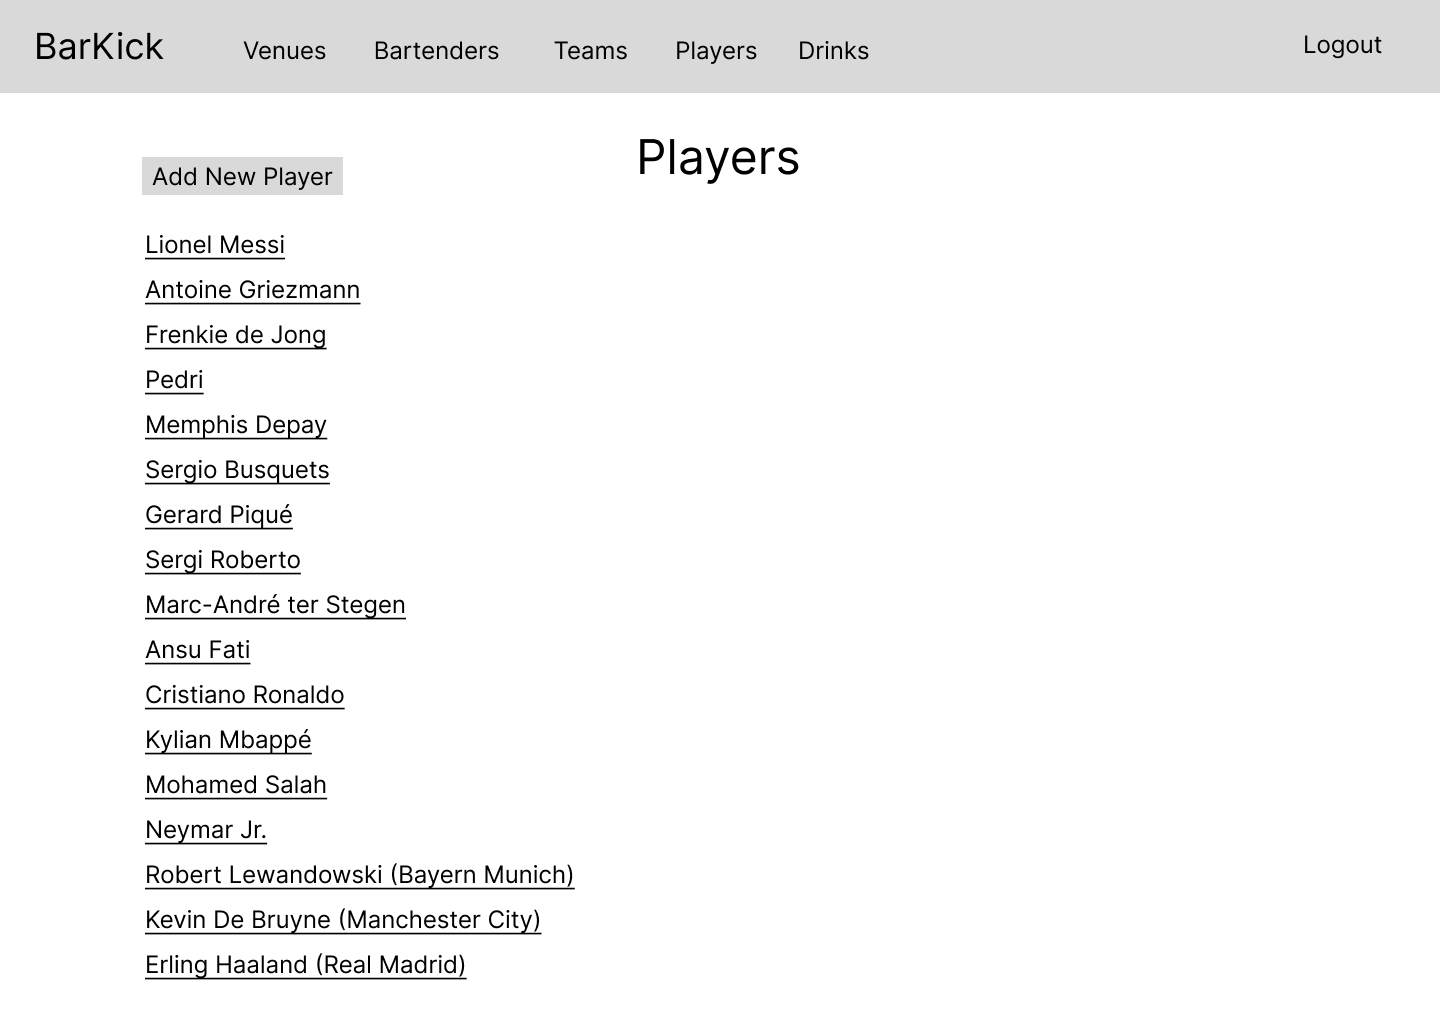 BarKick Venues Bartenders Teams Players Drinks Logout
Players
Add New Player
Lionel Messi
Antoine Griezmann
Frenkie de Jong
Pedri
Memphis Depay
Sergio Busquets
Gerard Piqué
Sergi Roberto
Marc-André ter Stegen
Ansu Fati
Cristiano Ronaldo
Kylian Mbappé
Mohamed Salah
Neymar Jr.
Robert Lewandowski (Bayern Munich)
Kevin De Bruyne (Manchester City)
Erling Haaland (Real Madrid)